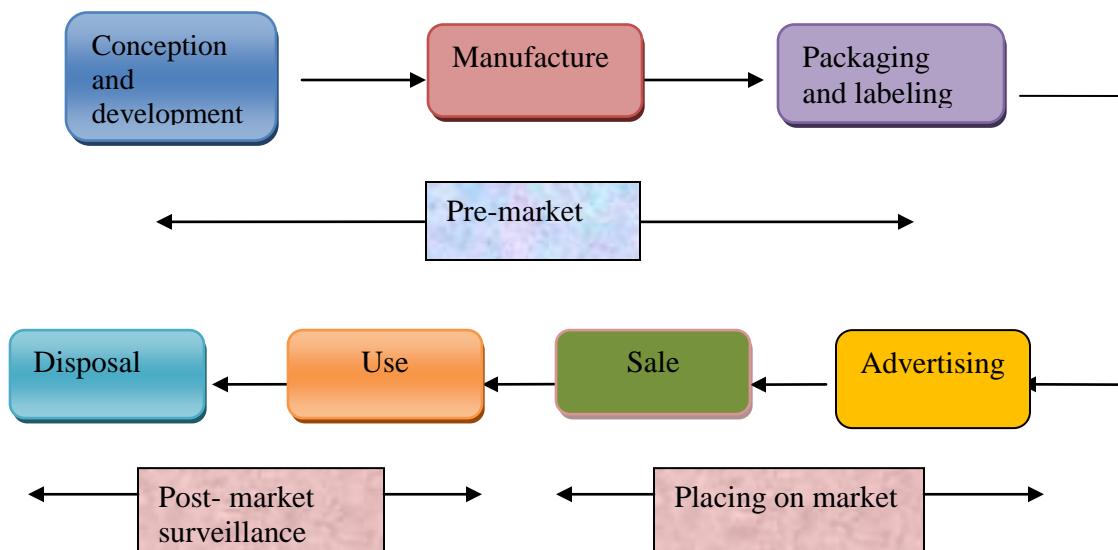 Conception
and
development
Manufacture
Packaging
and labeling
Pre-market
Disposal
Use
Sale
Advertising
Post- market
surveillance
Placing on market